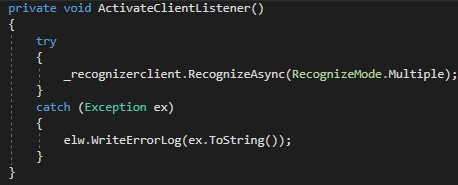 private void ActivateClientListener()
{
try
{
_recognizerclient.RecognizeAsync(RecognizeMode.Multiple);
}
catch (Exception ex)
{
elw.WriteErrorLog(ex.ToString());
}
}